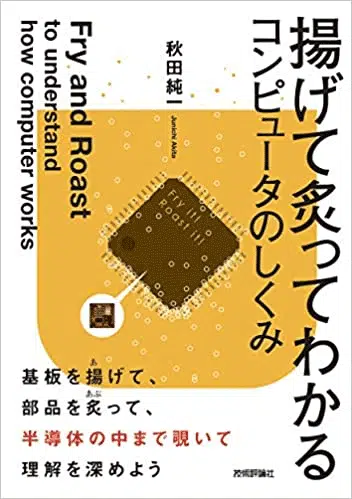 揚げて炙ってわかる
コンピュータのしくみ
秋田純一
Junichi Akita
Fry and Roast
to understand
how computer works
Fry it!
Roast it!
基板を揚げて、
あ
部品を炙って、
あぶ
半導体の中まで覗いて
理解を深めよう
技術評論社